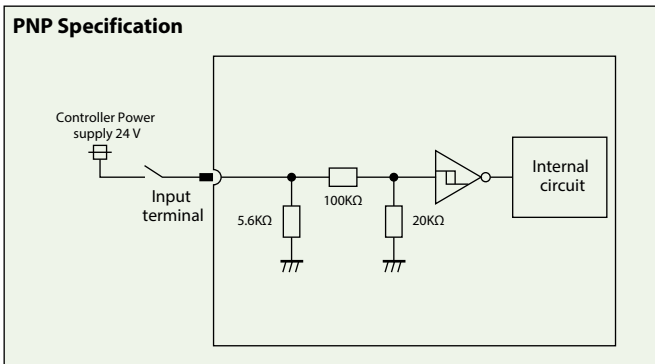 PNP Specification
Controller Power
supply 24 V
Input
terminal
5.6KΩ
100KΩ
20KΩ
Internal
circuit